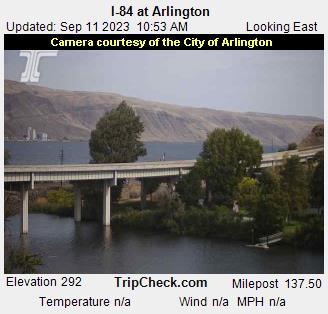 I-84 at Arlington
Updated: Sep 11 2023 10:53 AM Looking East
Camera courtesy of the City of Arlington
Elevation 292 TripCheck.com Milepost 137.50
Temperature n/a Wind n/a MPH n/a